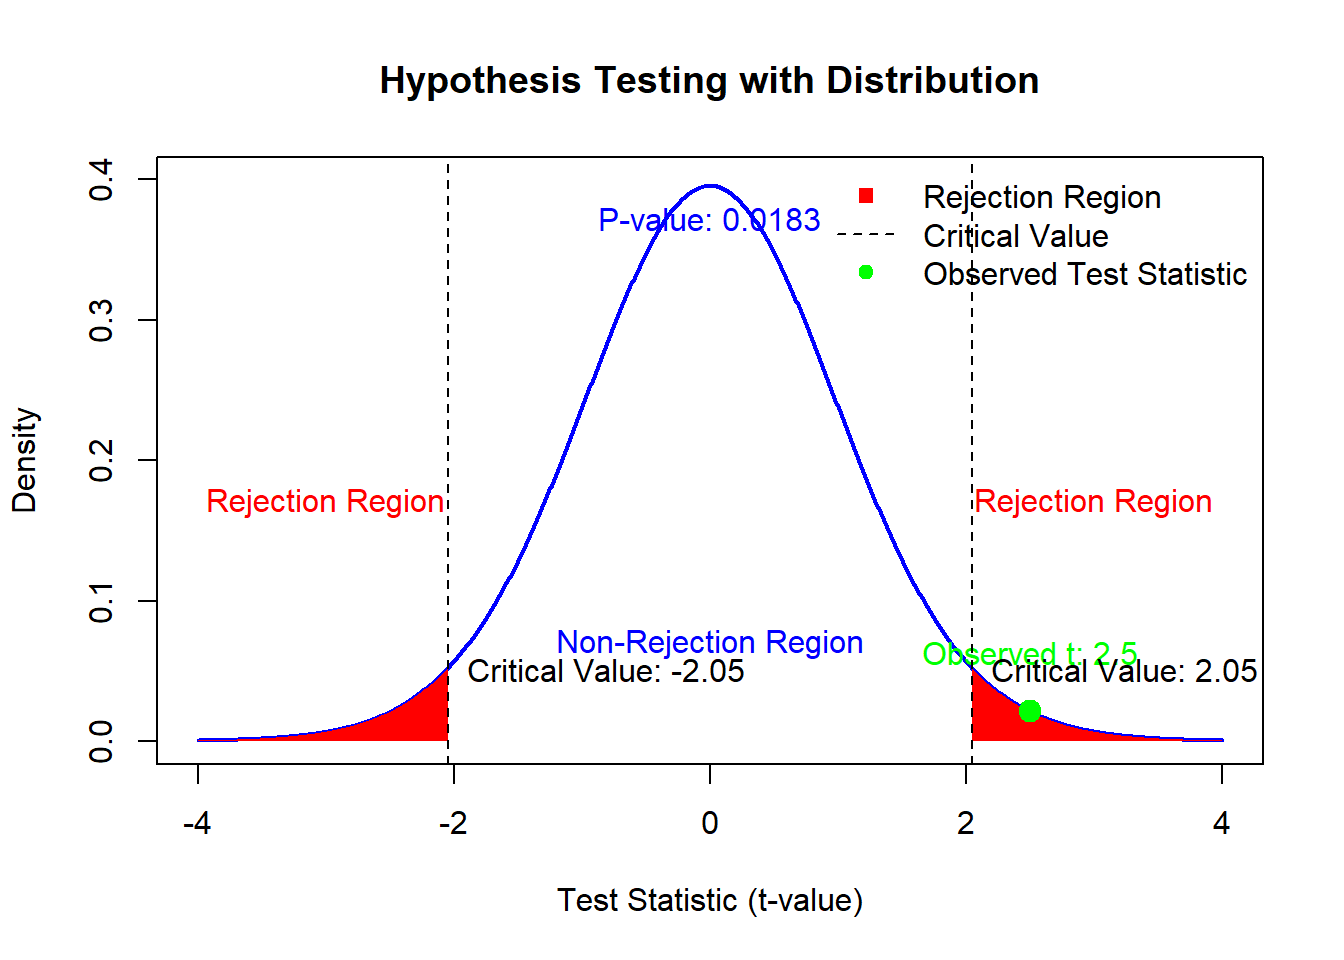 Hypothesis Testing with Distribution
0.4
0.3
0.2
0.1
0.0
Density
P-value: 0.0183
Rejection Region
Critical Value
Observed Test Statistic
Rejection Region
Rejection Region
Non-Rejection Region
Observed t: 2.5
Critical Value: -2.05
Critical Value: 2.05
-4
-2
0
2
4
Test Statistic (t-value)